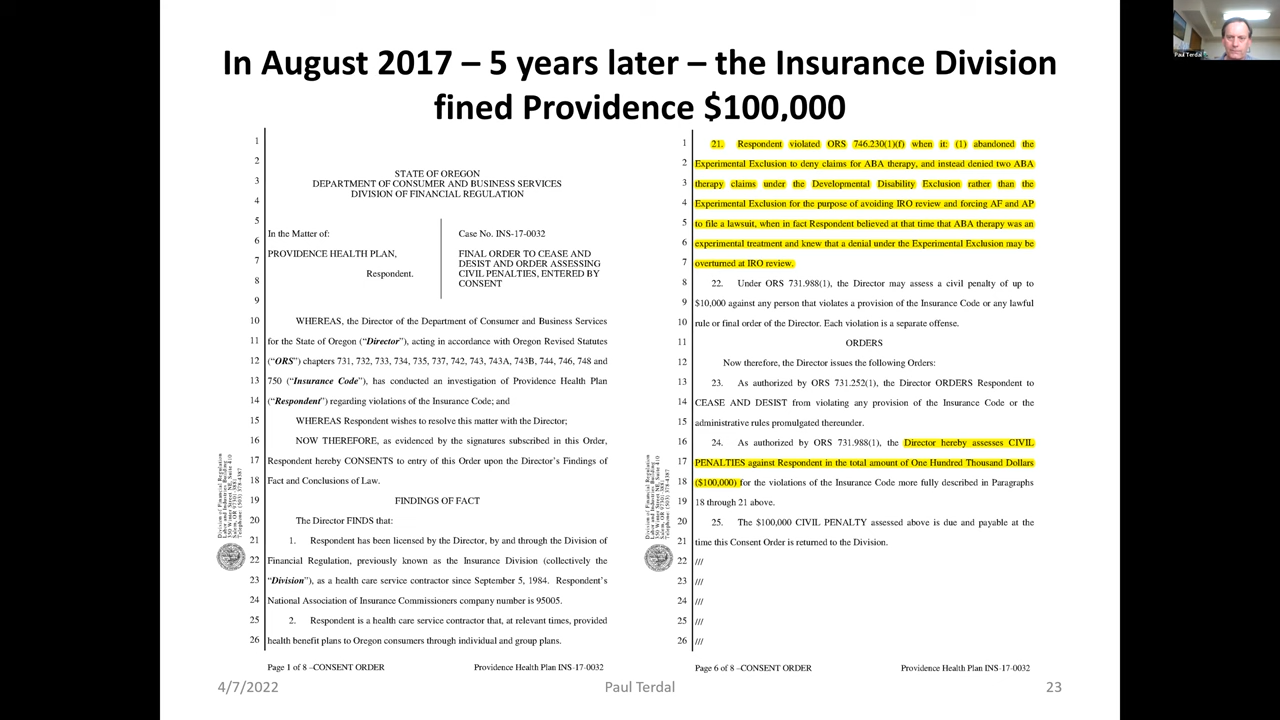 In August 2017 – 5 years later – the Insurance Division
fined Providence $100,000
Paul Terdal
1
2
3
4
5
6
7
8
9
10
11
12
13
14
15
16
17
18
19
20
21
22
23
24
25
26
STATE OF OREGON
DEPARTMENT OF CONSUMER AND BUSINESS SERVICES
DIVISION OF FINANCIAL REGULATION
In the Matter of:
PROVIDENCE HEALTH PLAN,
Respondent.
Case No. INS-17-0032
FINAL ORDER TO CEASE AND
DESIST AND ORDER ASSESSING
CIVIL PENALTIES, ENTERED BY
CONSENT
WHEREAS, the Director of the Department of Consumer and Business Services
for the State of Oregon (“Director”), acting in accordance with Oregon Revised Statutes
(“ORS”) chapters 731, 732, 733, 734, 735, 737, 742, 743, 743A, 743B, 744, 746, 748 and
750 (“Insurance Code”), has conducted an investigation of Providence Health Plan
(“Respondent”) regarding violations of the Insurance Code; and
WHEREAS Respondent wishes to resolve this matter with the Director;
NOW THEREFORE, as evidenced by the signatures subscribed in this Order,
Respondent hereby CONSENTS to entry of this Order upon the Director’s Findings of
Fact and Conclusions of Law.
FINDINGS OF FACT
The Director FINDS that:
1. Respondent has been licensed by the Director, by and through the Division of
Financial Regulation, previously known as the Insurance Division (collectively the
“Division”), as a health care service contractor since September 5, 1984. Respondent’s
National Association of Insurance Commissioners company number is 95005.
2. Respondent is a health care service contractor that, at relevant times, provided
health benefit plans to Oregon consumers through individual and group plans.
Division of Financial Regulation
Labor and Industries Building
Page 1 of 8 –CONSENT ORDER
Providence Health Plan INS-17-0032
1
2
3
4
5
6
7
8
9
10
11
12
13
14
15
16
17
18
19
20
21
22
23
24
25
26
21. Respondent violated ORS 746.230(1)(f) when it: (1) abandoned the
Experimental Exclusion to deny claims for ABA therapy, and instead denied two ABA
therapy claims under the Developmental Disability Exclusion rather than the
Experimental Exclusion for the purpose of avoiding IRO review and forcing AF and AP
to file a lawsuit, when in fact Respondent believed at that time that ABA therapy was an
experimental treatment and knew that a denial under the Experimental Exclusion may be
overturned at IRO review.
22. Under ORS 731.988(1), the Director may assess a civil penalty of up to
$10,000 against any person that violates a provision of the Insurance Code or any lawful
rule or final order of the Director. Each violation is a separate offense.
ORDERS
Now therefore, the Director issues the following Orders:
23. As authorized by ORS 731.252(1), the Director ORDERS Respondent to
CEASE AND DESIST from violating any provision of the Insurance Code or the
administrative rules promulgated thereunder.
24. As authorized by ORS 731.988(1), the Director hereby assesses CIVIL
PENALTIES against Respondent in the total amount of One Hundred Thousand Dollars
($100,000) for the violations of the Insurance Code more fully described in Paragraphs
18 through 21 above.
25. The $100,000 CIVIL PENALTY assessed above is due and payable at the
time this Consent Order is returned to the Division.
///
///
///
///
///
Division of Financial Regulation
Labor and Industries Building
Page 6 of 8 –CONSENT ORDER
Providence Health Plan INS-17-0032
4/7/2022
Paul Terdal
23